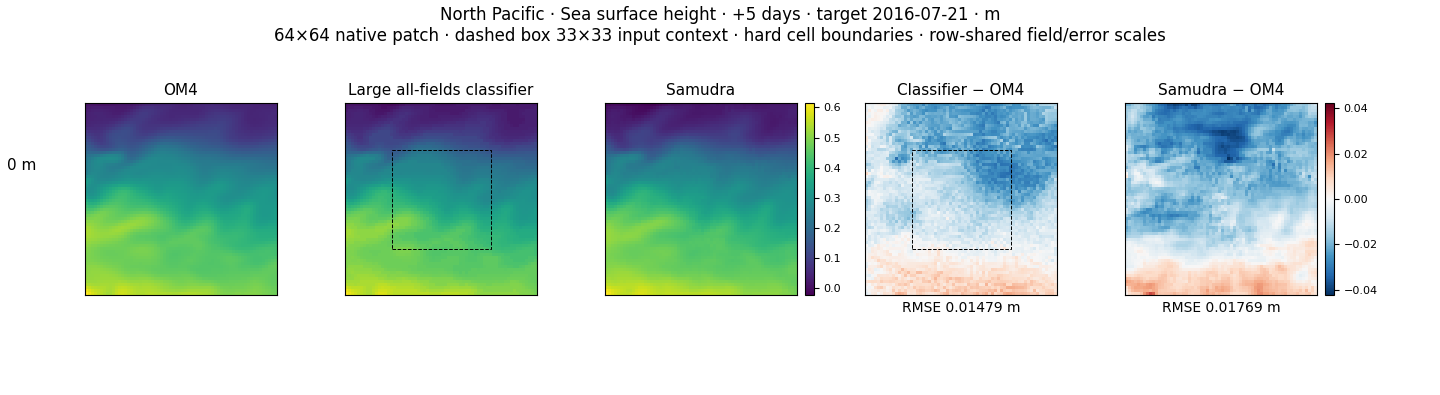 North Pacific · Sea surface height · +5 days · target 2016-07-21 · m
64×64 native patch · dashed box 33×33 input context · hard cell boundaries · row-shared field/error scales
OM4
Large all-fields classifier
Samudra
Classifier − OM4
Samudra − OM4
0 m
0.6
0.5
0.4
0.3
0.2
0.1
0.0
0.04
0.02
0.00
−0.02
−0.04
RMSE 0.01479 m
RMSE 0.01769 m